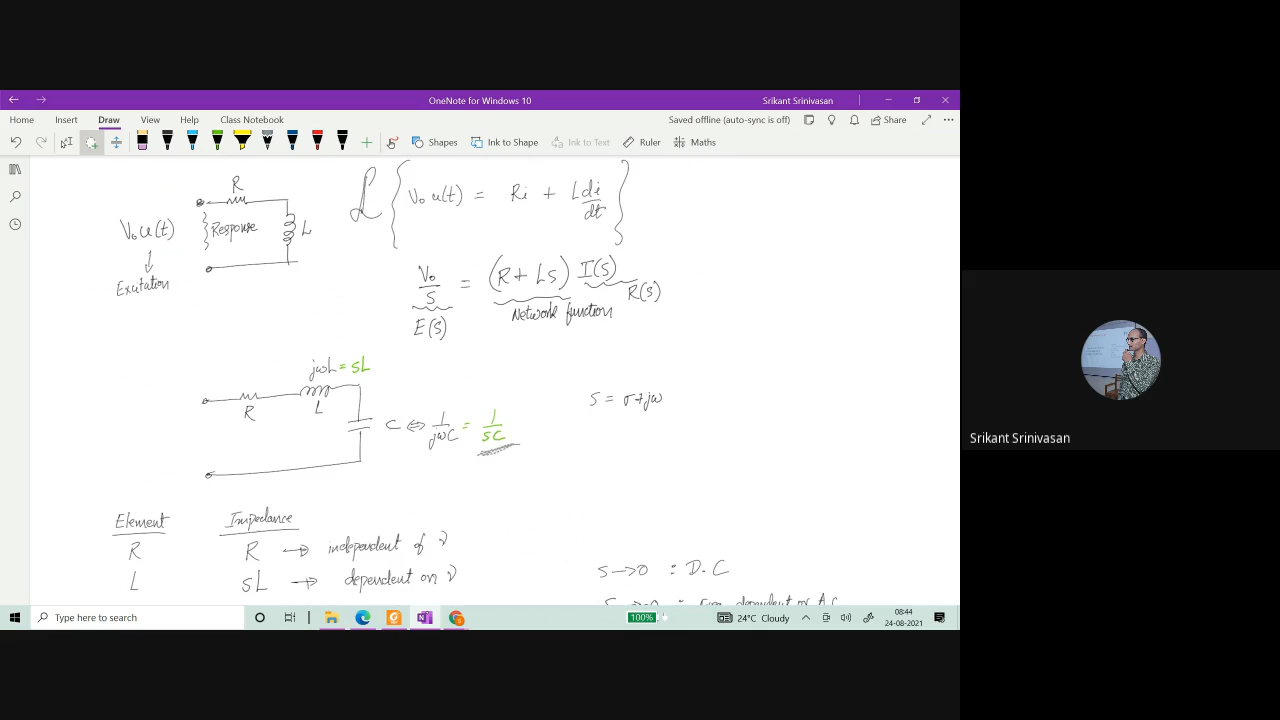 OneNote for Windows 10
Srikant Srinivasan
Home Insert Draw View Help Class Notebook
Saved offline (auto-sync is off)
Share
Shapes
Ink to Shape
Ink to Text
Ruler
Maths
R
V₀u(t)
Response
L
Excitation
ℒ { V₀ u(t) = Ri + L di/dt }
V₀/S = (R + LS) I(S)
E(S)
Network function
R(S)
jωL = sL
R
L
C ⇔ 1/jωC = 1/sC
S = σ+jω
Element Impedance
R R → independent of ν
L sL → dependent on ν
S→0 : D.C
Srikant Srinivasan
Type here to search
100%
24°C Cloudy
08:44
24-08-2021